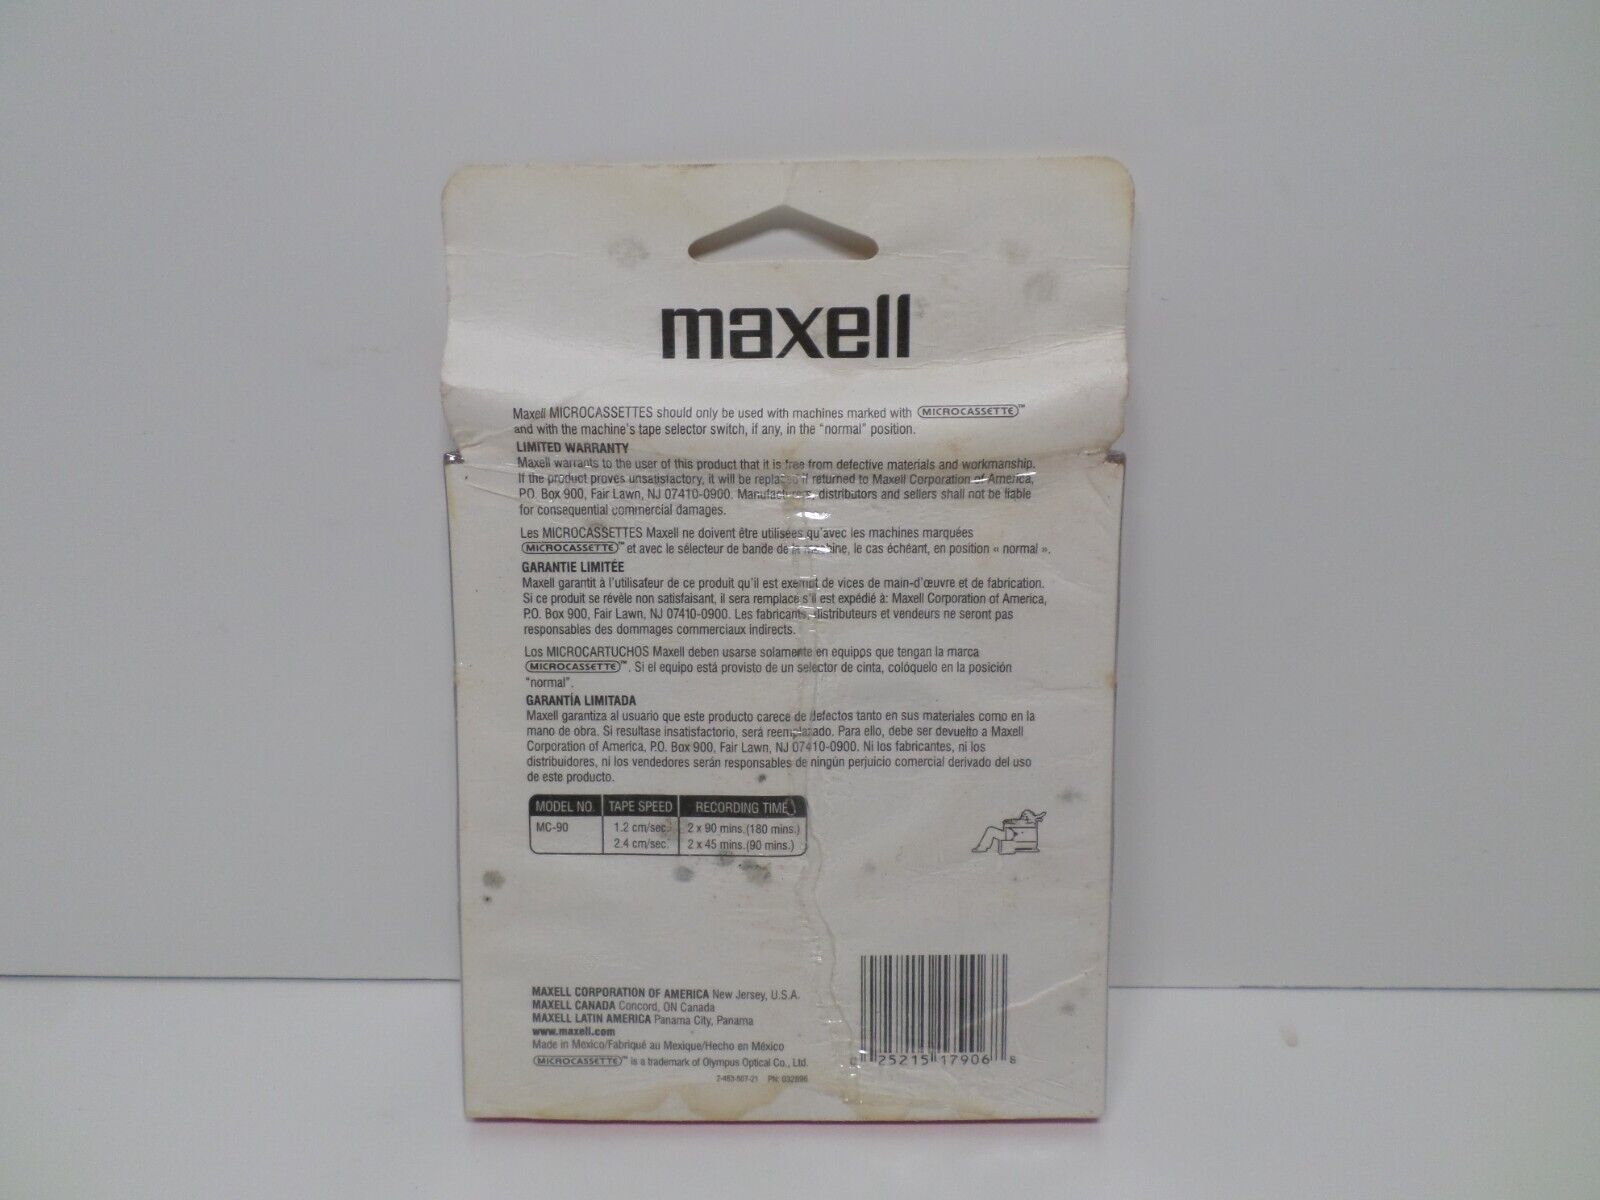 maxell
Maxell MICROCASSETTES should only be used with machines marked with MICROCASSETTE™
and with the machine's tape selector switch, if any, in the "normal" position.
LIMITED WARRANTY
Maxell warrants to the user of this product that it is free from defective materials and workmanship.
If the product proves unsatisfactory, it will be replaced if returned to Maxell Corporation of America,
P.O. Box 900, Fair Lawn, NJ 07410-0900. Manufacturers, distributors and sellers shall not be liable
for consequential commercial damages.
Les MICROCASSETTES Maxell ne doivent être utilisées qu'avec les machines marquées
MICROCASSETTE™ et avec le sélecteur de bande de la machine, le cas échéant, en position « normal ».
GARANTIE LIMITÉE
Maxell garantit à l'utilisateur de ce produit qu'il est exempt de vices de main-d'œuvre et de fabrication.
Si ce produit se révèle non satisfaisant, il sera remplacé s'il est expédié à: Maxell Corporation of America,
P.O. Box 900, Fair Lawn, NJ 07410-0900. Les fabricants, distributeurs et vendeurs ne seront pas
responsables des dommages commerciaux indirects.
Los MICROCARTUCHOS Maxell deben usarse solamente en equipos que tengan la marca
MICROCASSETTE™. Si el equipo está provisto de un selector de cinta, colóquelo en la posición
"normal".
GARANTÍA LIMITADA
Maxell garantiza al usuario que este producto carece de defectos tanto en sus materiales como en la
mano de obra. Si resultase insatisfactorio, será reemplazado. Para ello, debe ser devuelto a Maxell
Corporation of America, P.O. Box 900, Fair Lawn, NJ 07410-0900. Ni los fabricantes, ni los
distribuidores, ni los vendedores serán responsables de ningún perjuicio comercial derivado del uso
de este producto.
MODEL NO. TAPE SPEED RECORDING TIME
MC-90 1.2 cm/sec. 2 x 90 mins.(180 mins.)
2.4 cm/sec. 2 x 45 mins.(90 mins.)
MAXELL CORPORATION OF AMERICA New Jersey, U.S.A.
MAXELL CANADA Concord, ON Canada
MAXELL LATIN AMERICA Panama City, Panama
www.maxell.com
Made in Mexico/Fabriqué au Mexique/Hecho en México
MICROCASSETTE™ is a trademark of Olympus Optical Co., Ltd.
2-453-507-21 PN: 032896
0 25215 17906 8